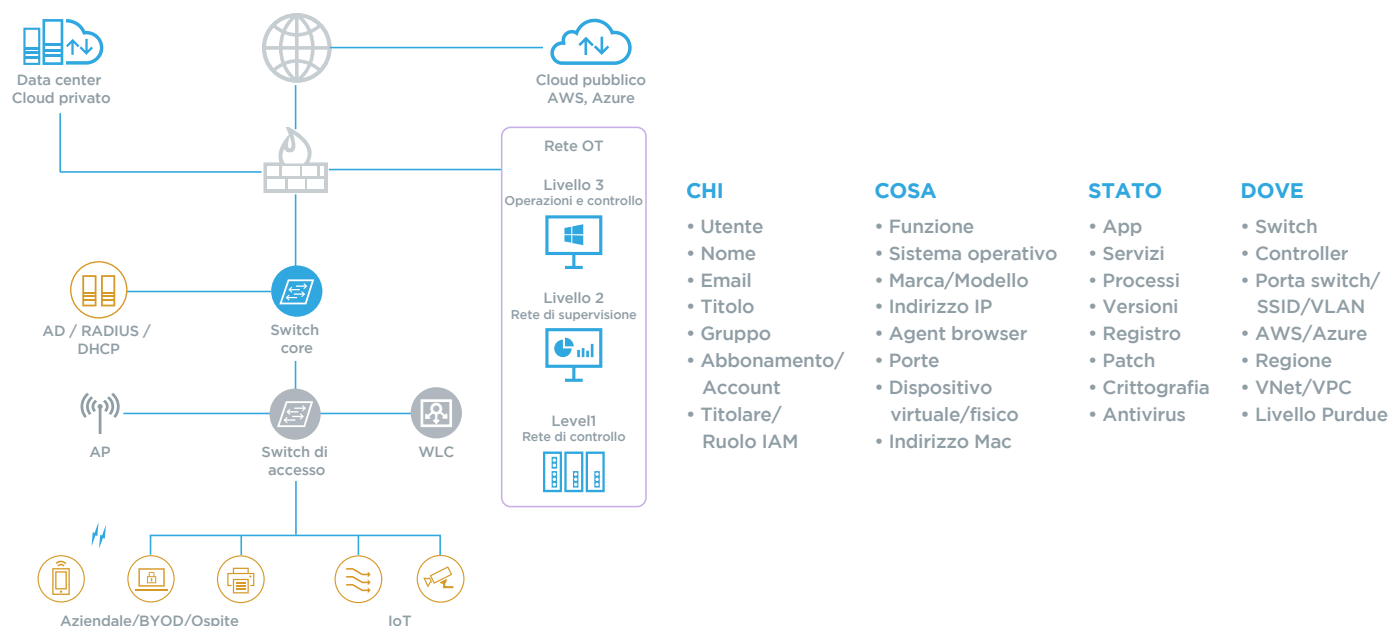 Data center
Cloud privato
Cloud pubblico
AWS, Azure
Rete OT
Livello 3
Operazioni e controllo
Livello 2
Rete di supervisione
Level1
Rete di controllo
AD / RADIUS /
DHCP
Switch
core
AP
Switch di
accesso
WLC
Aziendale/BYOD/Ospite
IoT
CHI
• Utente
• Nome
• Email
• Titolo
• Gruppo
• Abbonamento/
Account
• Titolare/
Ruolo IAM
COSA
• Funzione
• Sistema operativo
• Marca/Modello
• Indirizzo IP
• Agent browser
• Porte
• Dispositivo
virtuale/fisico
• Indirizzo Mac
STATO
• App
• Servizi
• Processi
• Versioni
• Registro
• Patch
• Crittografia
• Antivirus
DOVE
• Switch
• Controller
• Porta switch/
SSID/VLAN
• AWS/Azure
• Regione
• VNet/VPC
• Livello Purdue